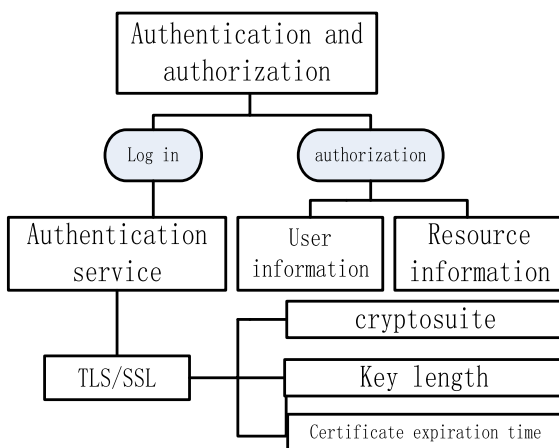 Authentication and
authorization
Log in
authorization
Authentication
service
User
information
Resource
information
cryptosuite
TLS/SSL
Key length
Certificate expiration time